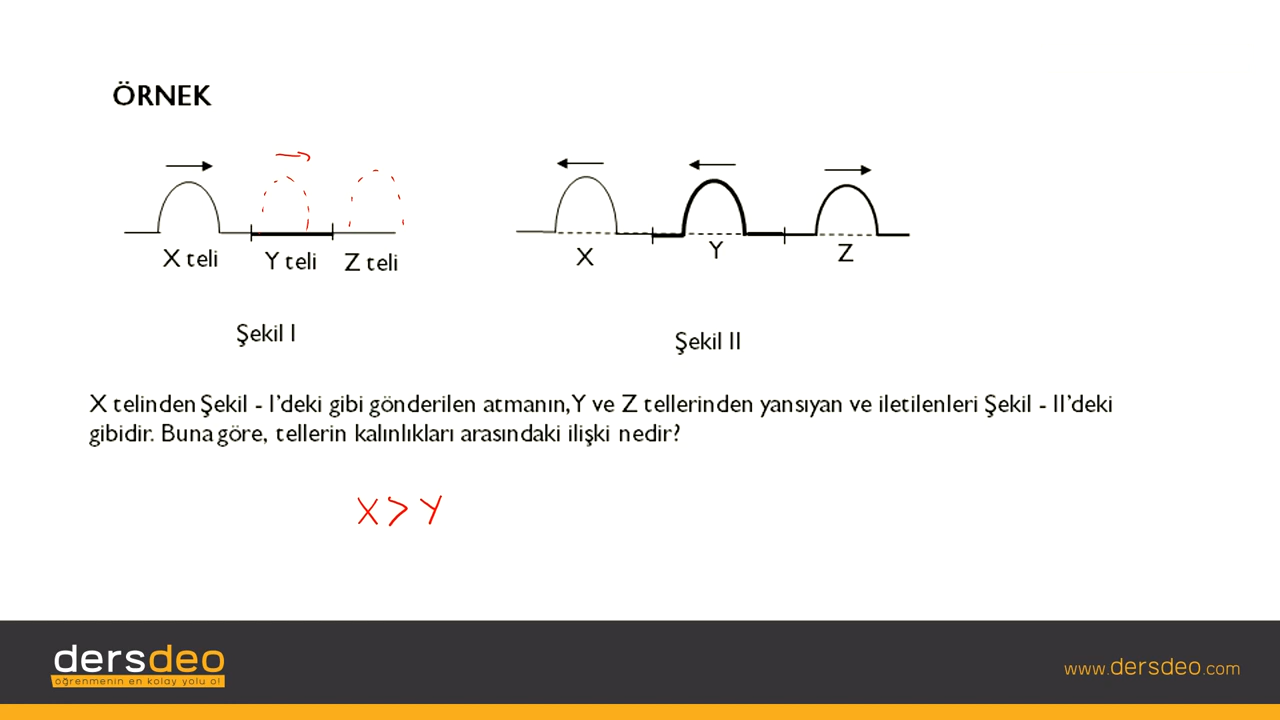 ÖRNEK
X teli
Y teli
Z teli
X
Y
Z
Şekil I
Şekil II
X telinden Şekil - I'deki gibi gönderilen atmanın, Y ve Z tellerinden yansıyan ve iletilenleri Şekil - II'deki
gibidir. Buna göre, tellerin kalınlıkları arasındaki ilişki nedir?
X > Y
dersdeo
öğrenmenin en kolay yolu o!
www.dersdeo.com